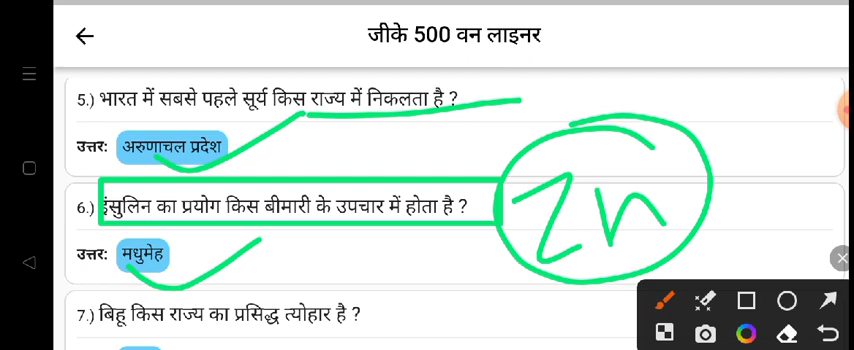 जीके 500 वन लाइनर
5.) भारत में सबसे पहले सूर्य किस राज्य में निकलता है ?
उत्तर: अरुणाचल प्रदेश
6.) इंसुलिन का प्रयोग किस बीमारी के उपचार में होता है ?
Zn
उत्तर: मधुमेह
7.) बिहू किस राज्य का प्रसिद्ध त्योहार है ?